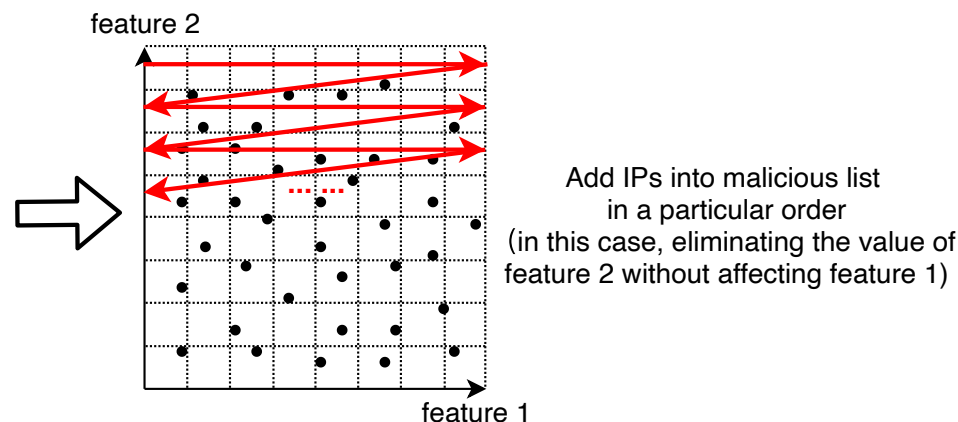 feature 2
Add IPs into malicious list
in a particular order
(in this case, eliminating the value of
feature 2 without affecting feature 1)
feature 1